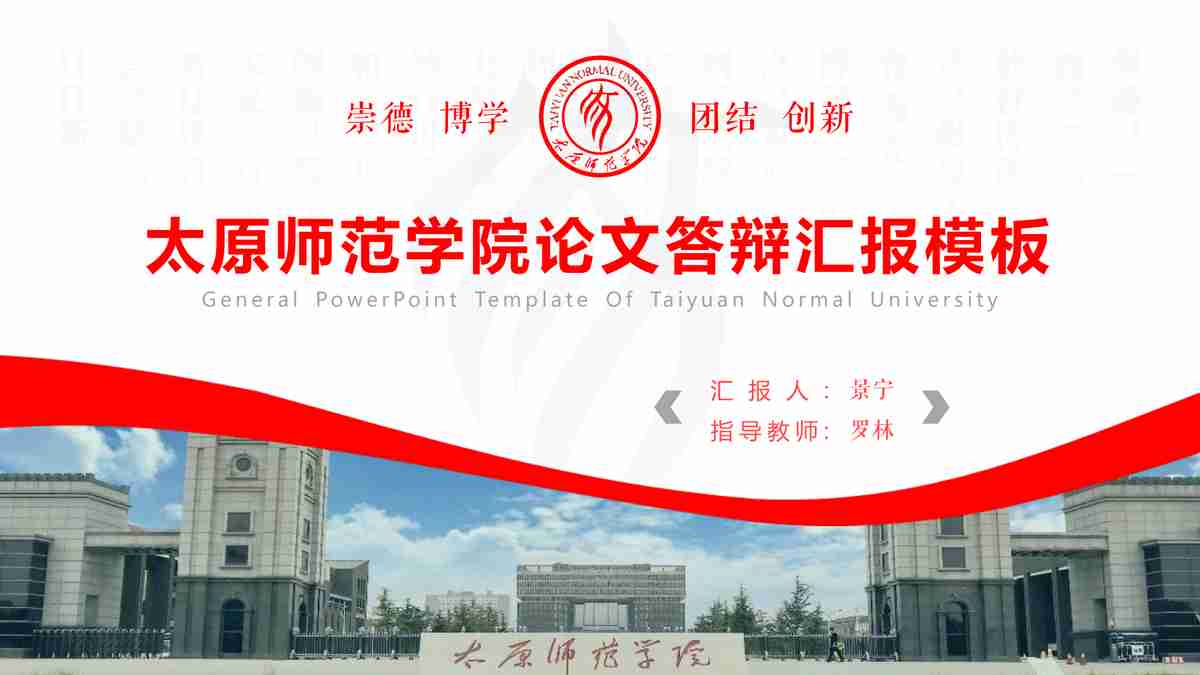 崇德 博学
TAIYUAN NORMAL UNIVERSITY
太原师范学院
团结 创新
太原师范学院论文答辩汇报模板
General PowerPoint Template Of Taiyuan Normal University
汇报人：景宁
指导教师：罗林
太原师范学院